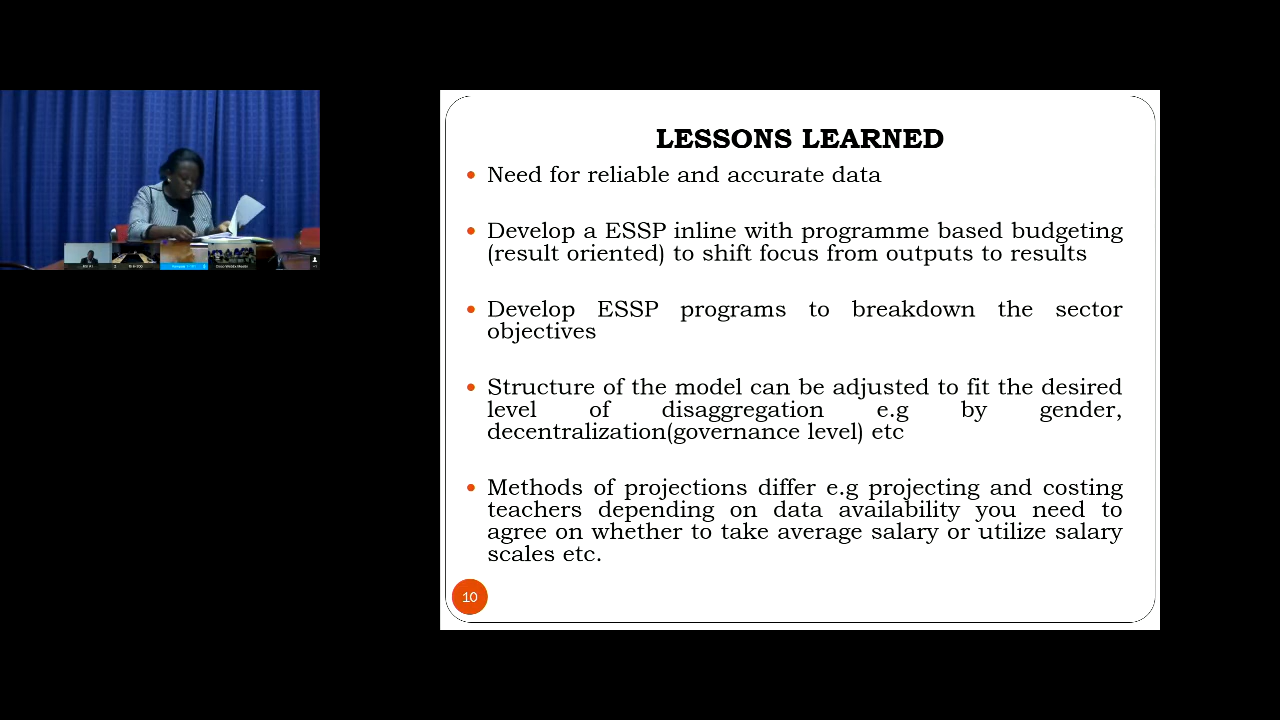 LESSONS LEARNED
Need for reliable and accurate data
Develop a ESSP inline with programme based budgeting
(result oriented) to shift focus from outputs to results
Develop ESSP programs to breakdown the sector
objectives
Structure of the model can be adjusted to fit the desired
level of disaggregation e.g by gender,
decentralization(governance level) etc
Methods of projections differ e.g projecting and costing
teachers depending on data availability you need to
agree on whether to take average salary or utilize salary
scales etc.
10